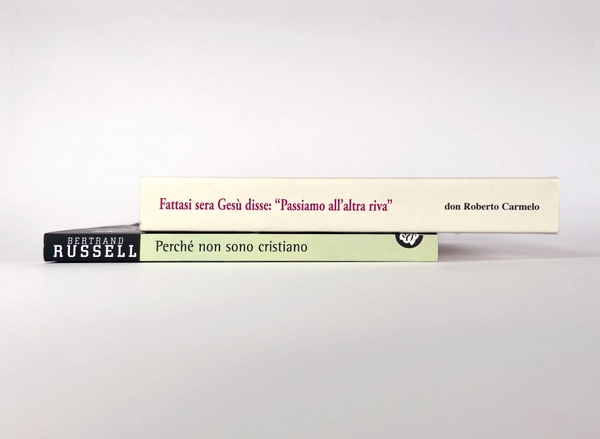 Fattasi sera Gesù disse: “Passiamo all’altra riva”
don Roberto Carmelo
BERTRAND
RUSSELL
Perché non sono cristiano